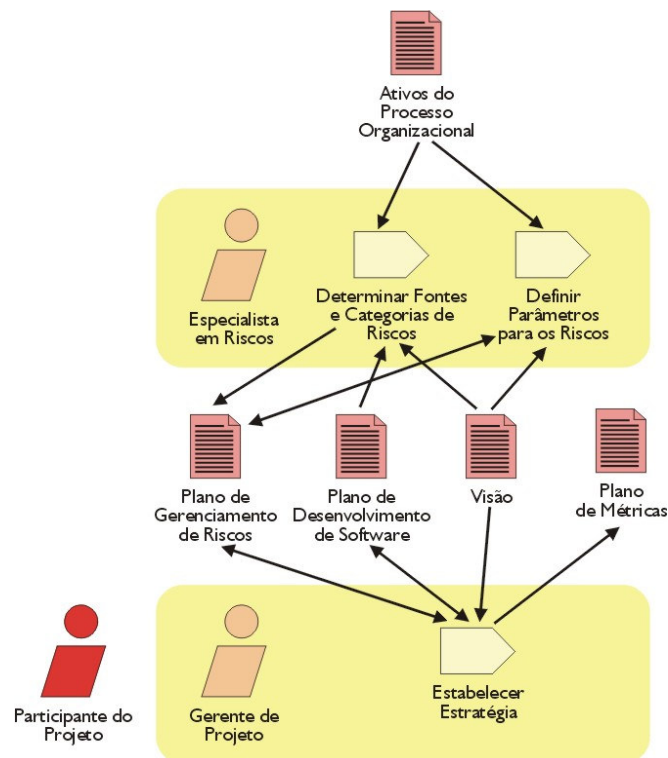 Ativos do
Processo
Organizacional
Especialista
em Riscos
Determinar Fontes
e Categorias de
Riscos
Definir
Parâmetros
para os Riscos
Plano de
Gerenciamento
de Riscos
Plano de
Desenvolvimento
de Software
Visão
Plano
de Métricas
Participante do
Projeto
Gerente de
Projeto
Estabelecer
Estratégia